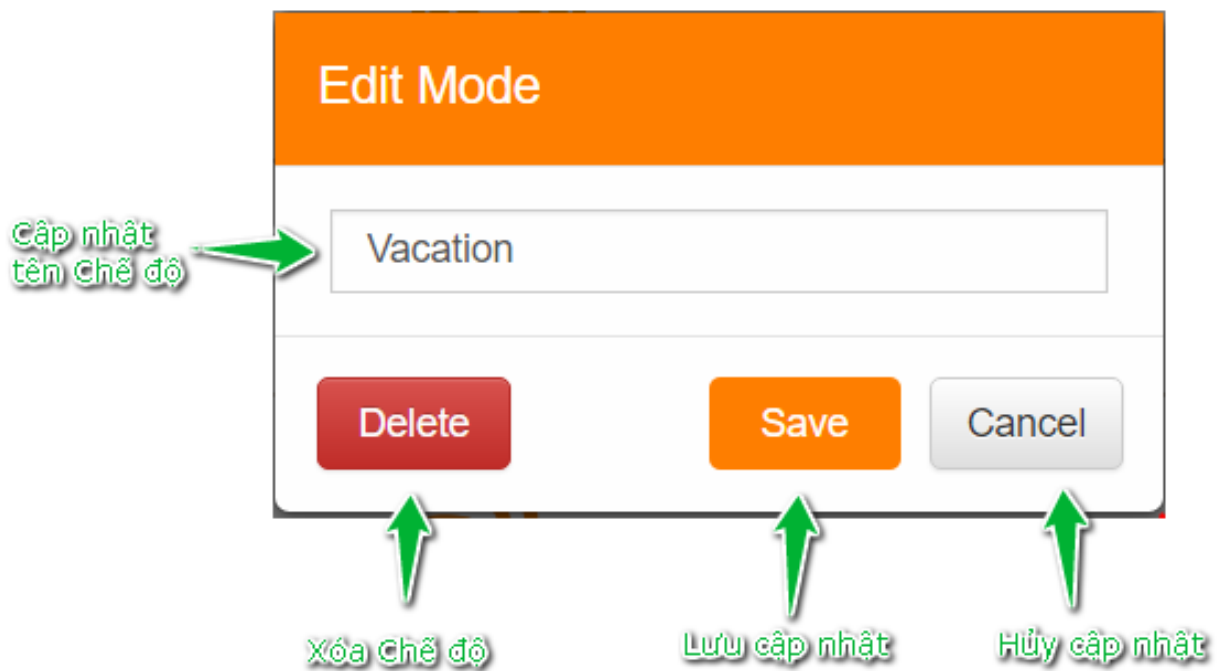 Edit Mode
Cập nhật
tên Chế độ
Vacation
Delete
Save
Cancel
Xóa Chế độ
Lưu cập nhật
Hủy cập nhật